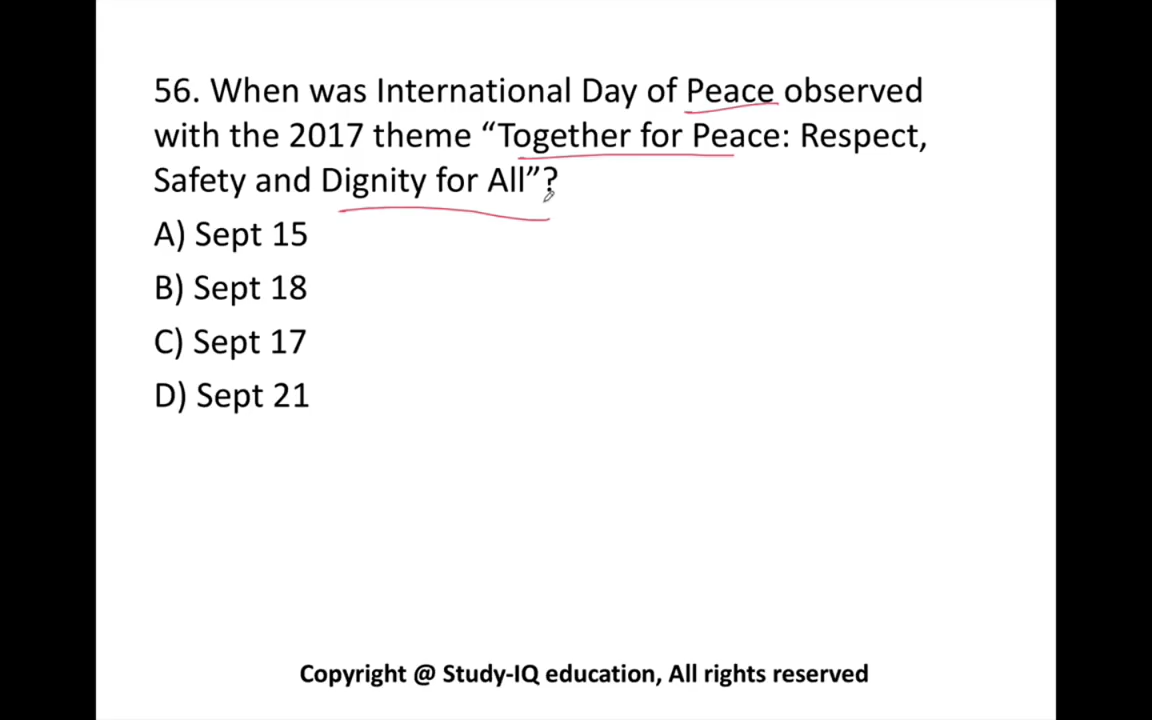 56. When was International Day of Peace observed
with the 2017 theme “Together for Peace: Respect,
Safety and Dignity for All”?
A) Sept 15
B) Sept 18
C) Sept 17
D) Sept 21
Copyright @ Study-IQ education, All rights reserved